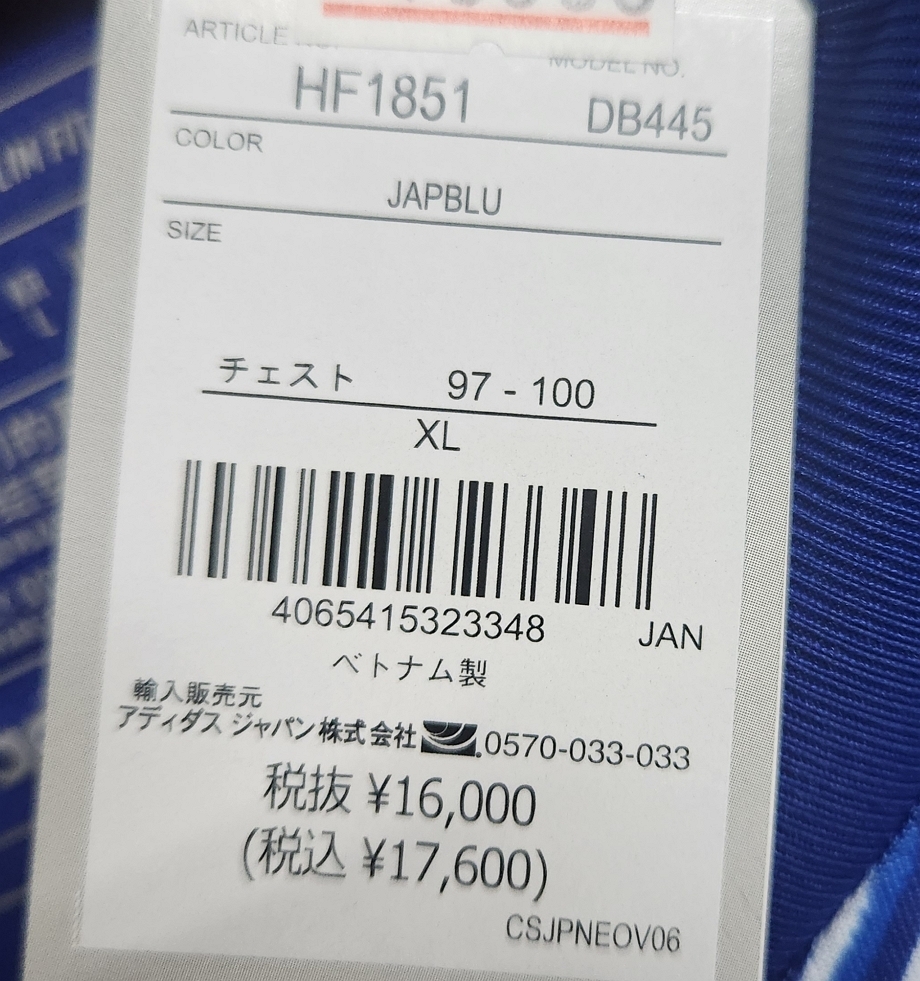 ARTICLE NO.
MODEL NO.
HF1851
DB445
COLOR
JAPBLU
SIZE
チェスト 97 - 100
XL
4065415323348 JAN
ベトナム製
輸入販売元
アディダス ジャパン株式会社 0570-033-033
税抜 ¥16,000
(税込 ¥17,600)
CSJPNEOV06